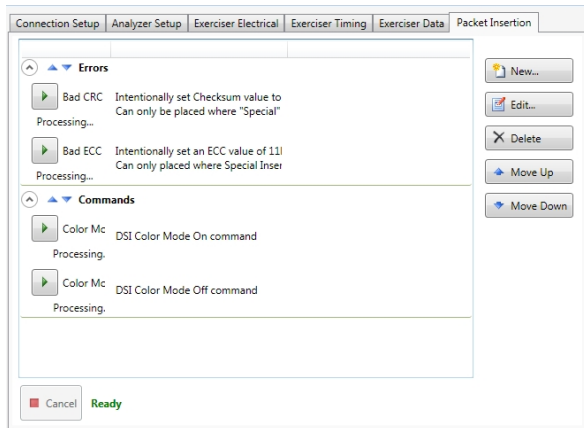 Connection Setup Analyzer Setup Exerciser Electrical Exerciser Timing Exerciser Data Packet Insertion
Errors
Bad CRC Intentionally set Checksum value to
Can only be placed where "Special"
Processing...
Bad ECC Intentionally set an ECC value of 11l
Can only placed where Special Inser
Processing...
Commands
Color Mc DSI Color Mode On command
Processing.
Color Mc DSI Color Mode Off command
Processing.
New...
Edit...
Delete
Move Up
Move Down
Cancel Ready